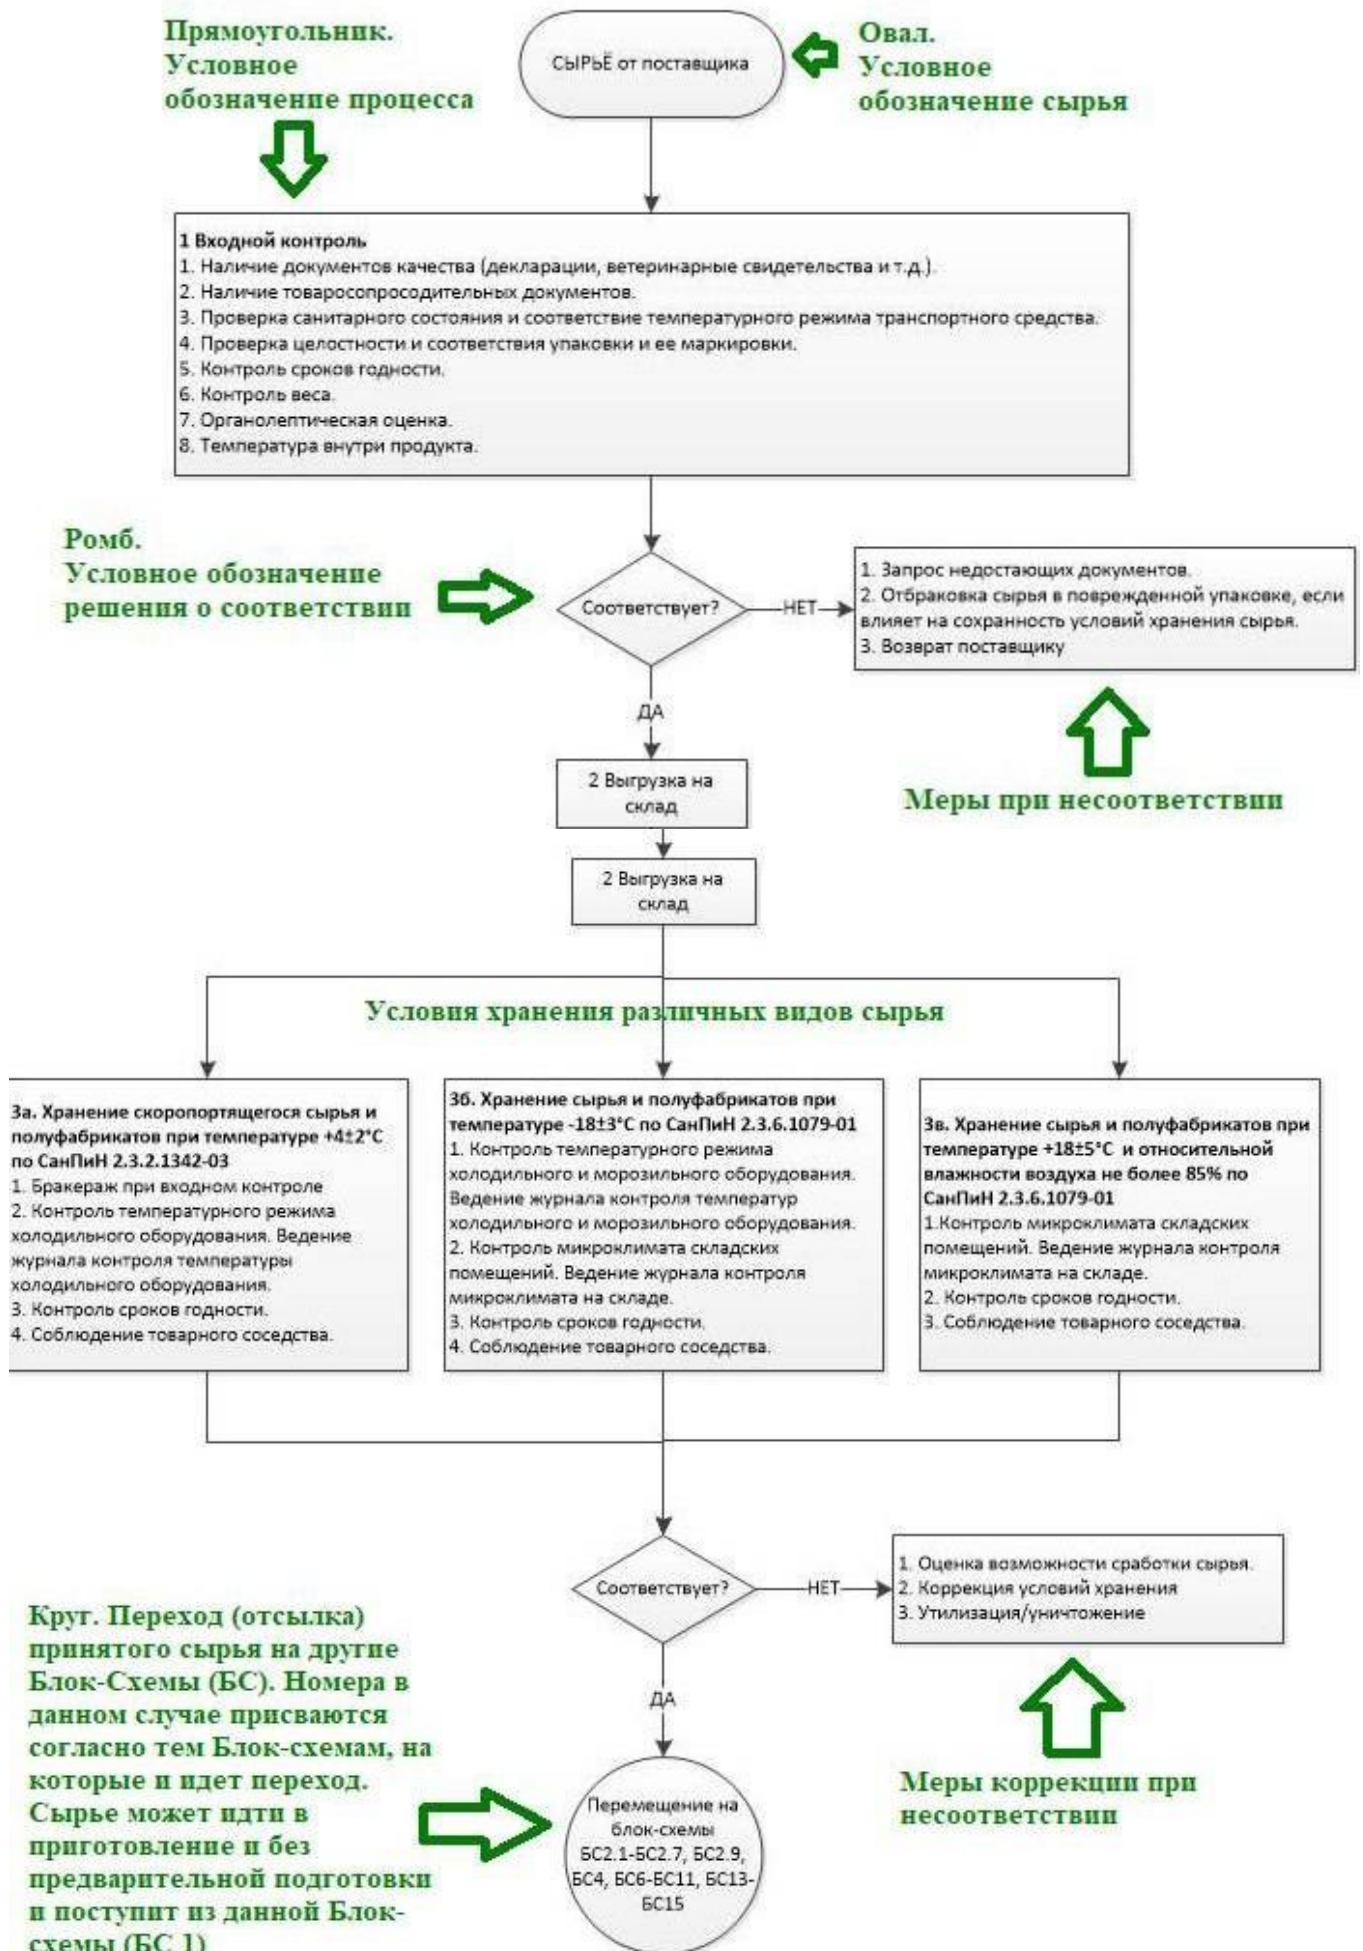 Прямоугольник.
Условное
обозначение процесса
СЫРЬЁ от поставщика
Овал.
Условное
обозначение сырья
1 Входной контроль
1. Наличие документов качества (декларации, ветеринарные свидетельства и т.д.).
2. Наличие товаросопросодительных документов.
3. Проверка санитарного состояния и соответствие температурного режима транспортного средства.
4. Проверка целостности и соответствия упаковки и ее маркировки.
5. Контроль сроков годности.
6. Контроль веса.
7. Органолептическая оценка.
8. Температура внутри продукта.
Ромб.
Условное обозначение
решения о соответствии
Соответствует?
НЕТ
1. Запрос недостающих документов.
2. Отбраковка сырья в поврежденной упаковке, если
влияет на сохранность условий хранения сырья.
3. Возврат поставщику
ДА
Меры при несоответствии
2 Выгрузка на
склад
2 Выгрузка на
склад
Условия хранения различных видов сырья
3а. Хранение скоропортящегося сырья и
полуфабрикатов при температуре +4±2°С
по СанПиН 2.3.2.1342-03
1. Бракераж при входном контроле
2. Контроль температурного режима
холодильного оборудования. Ведение
журнала контроля температуры
холодильного оборудования.
3. Контроль сроков годности.
4. Соблюдение товарного соседства.
3б. Хранение сырья и полуфабрикатов при
температуре -18±3°С по СанПиН 2.3.6.1079-01
1. Контроль температурного режима
холодильного и морозильного оборудования.
Ведение журнала контроля температур
холодильного и морозильного оборудования.
2. Контроль микроклимата складских
помещений. Ведение журнала контроля
микроклимата на складе.
3. Контроль сроков годности.
4. Соблюдение товарного соседства.
3в. Хранение сырья и полуфабрикатов при
температуре +18±5°С и относительной
влажности воздуха не более 85% по
СанПиН 2.3.6.1079-01
1.Контроль микроклимата складских
помещений. Ведение журнала контроля
микроклимата на складе.
2. Контроль сроков годности.
3. Соблюдение товарного соседства.
Соответствует?
НЕТ
1. Оценка возможности сработки сырья.
2. Коррекция условий хранения
3. Утилизация/уничтожение
ДА
Меры коррекции при
несоответствии
Круг. Переход (отсылка)
принятого сырья на другие
Блок-Схемы (БС). Номера в
данном случае присваются
согласно тем Блок-схемам, на
которые и идет переход.
Сырье может идти в
приготовление и без
предварительной подготовки
и поступит из данной Блок-
схемы (БС 1)
Перемещение на
блок-схемы
БС2.1-БС2.7, БС2.9,
БС4, БС6-БС11, БС13-
БС15